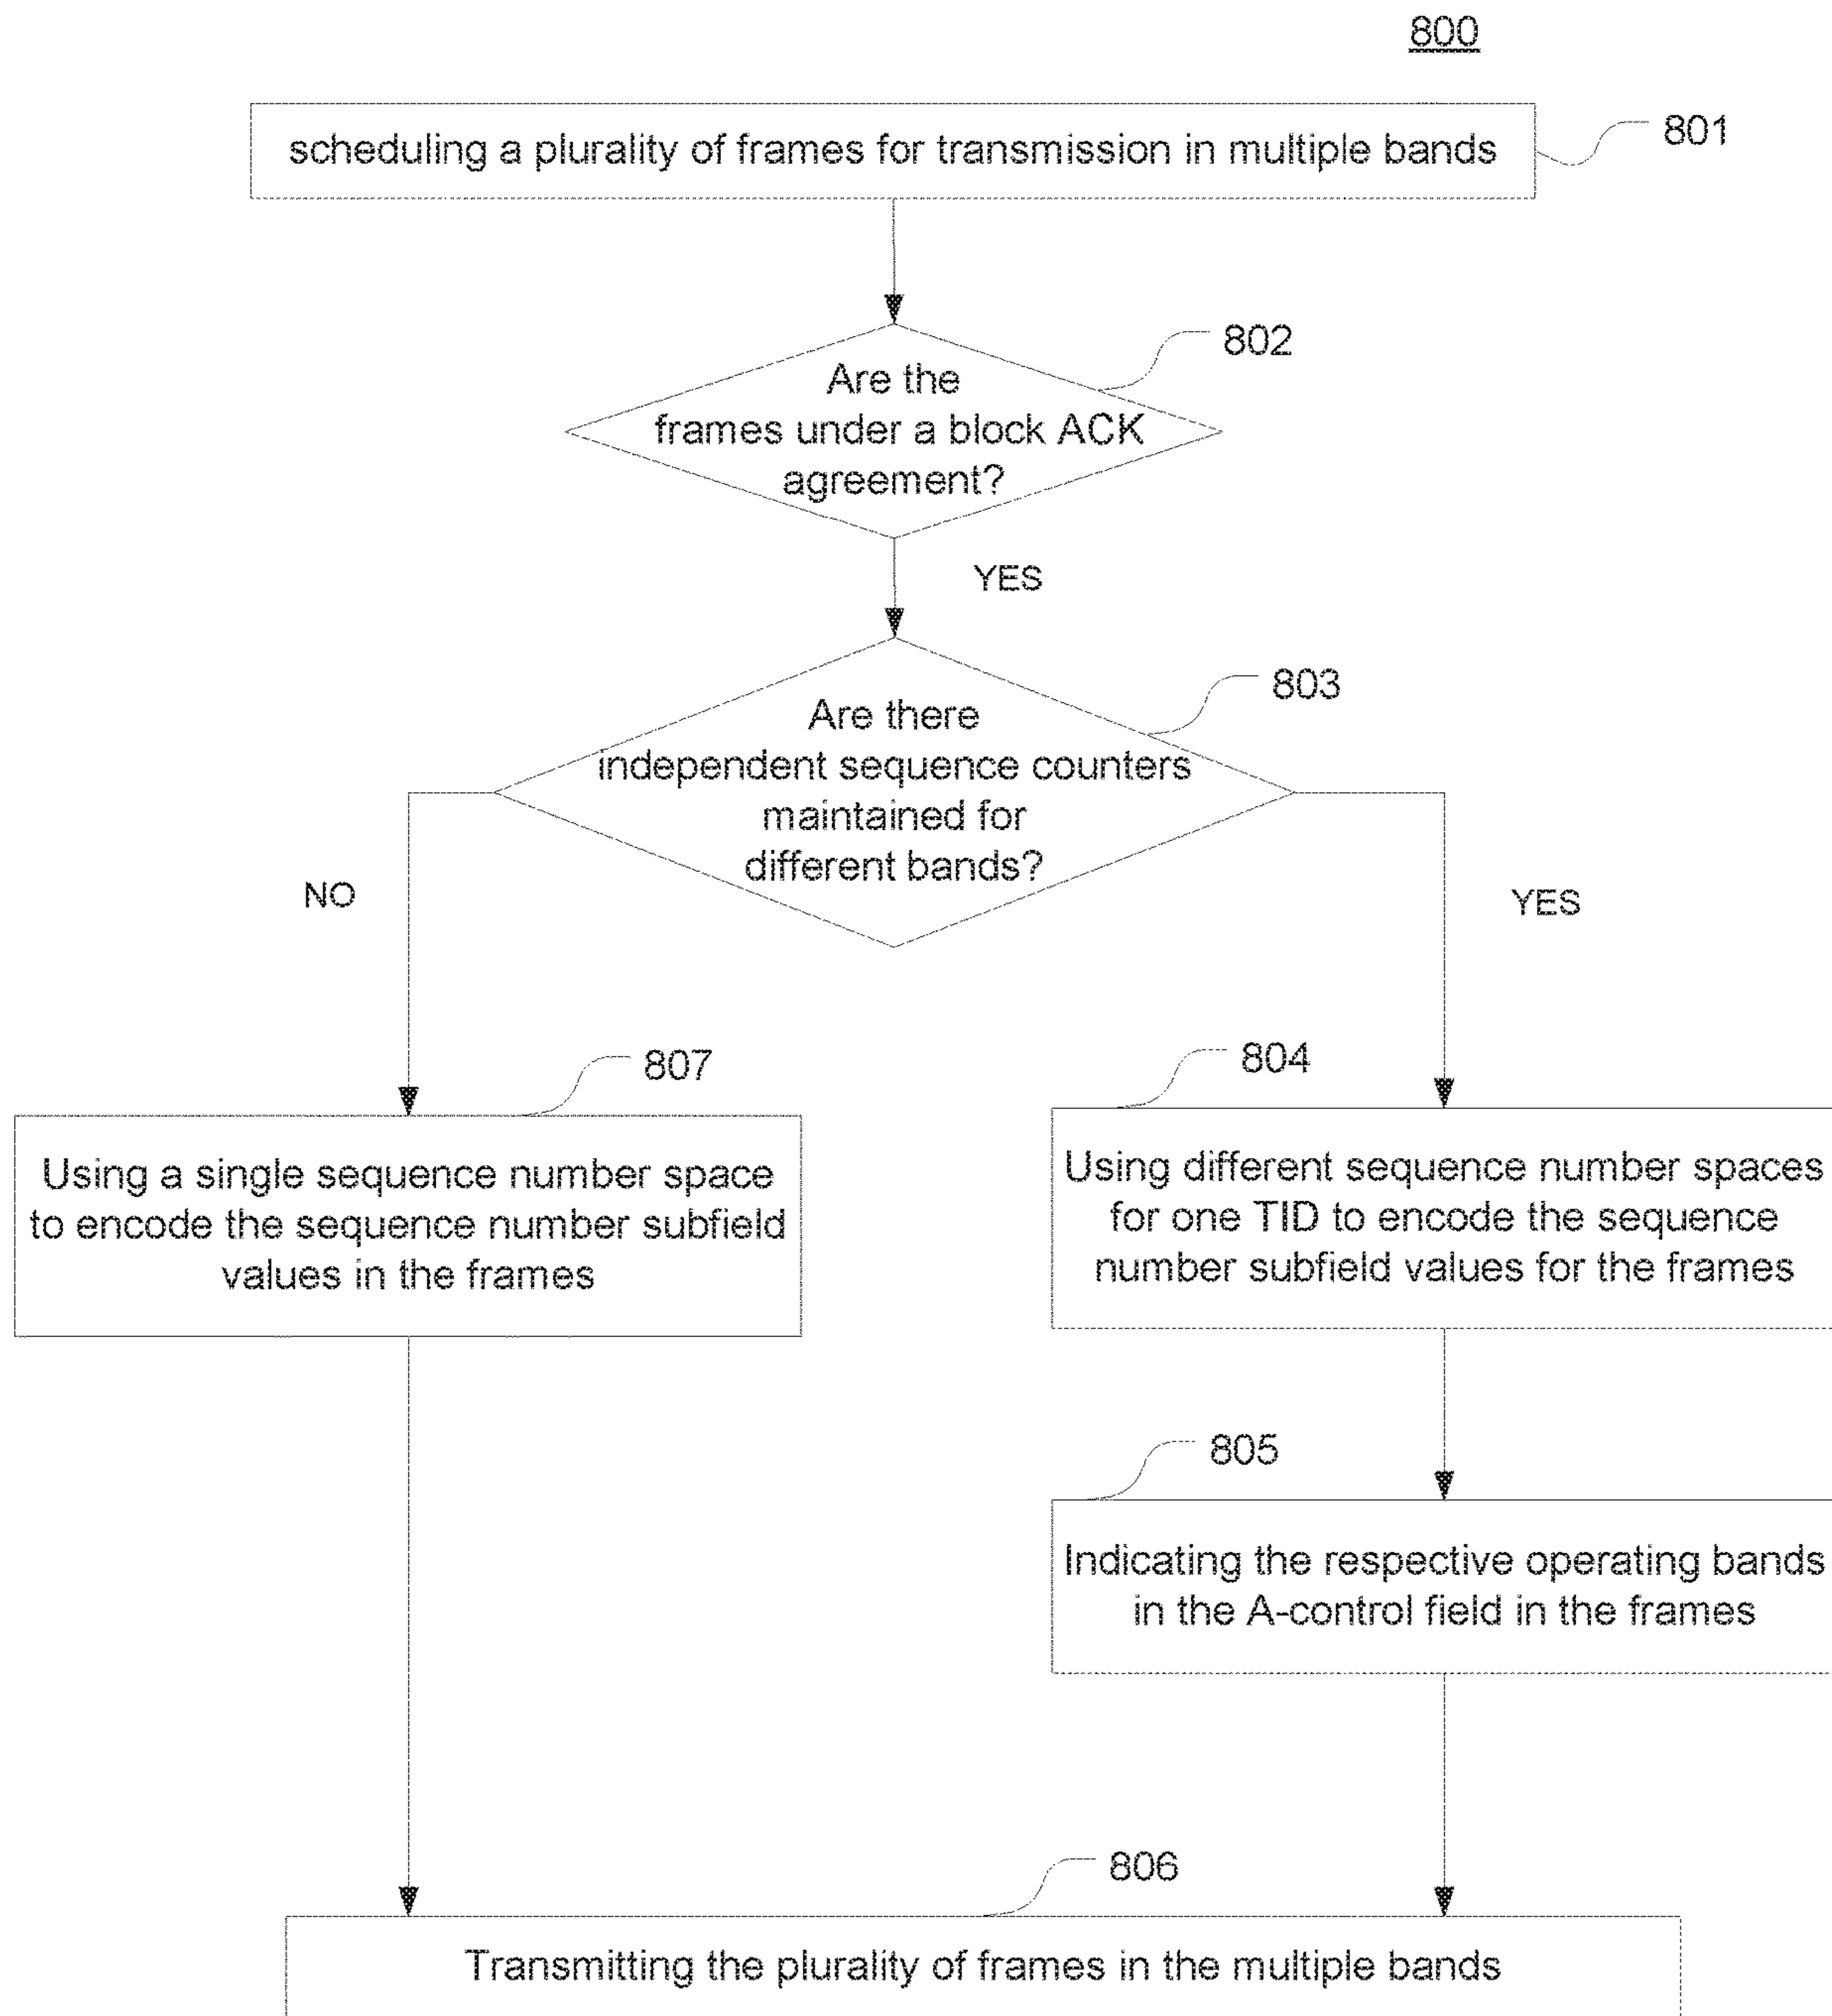 800
scheduling a plurality of frames for transmission in multiple bands
801
802
Are the
frames under a block ACK
agreement?
YES
803
Are there
independent sequence counters
maintained for
different bands?
NO
YES
807
804
Using a single sequence number space
to encode the sequence number subfield
values in the frames
Using different sequence number spaces
for one TID to encode the sequence
number subfield values for the frames
805
Indicating the respective operating bands
in the A-control field in the frames
806
Transmitting the plurality of frames in the multiple bands